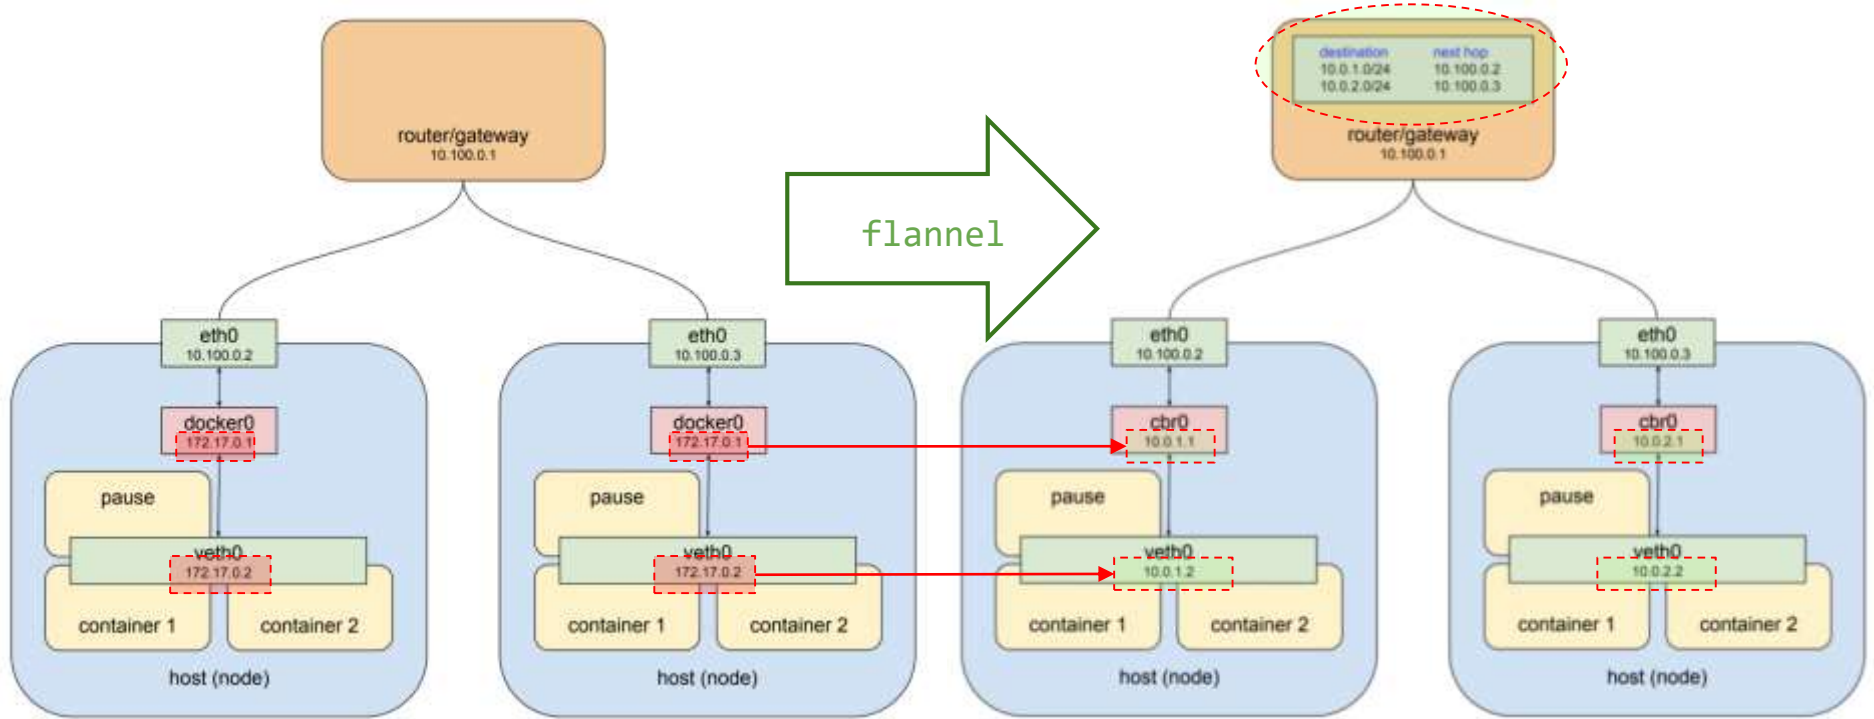 router/gateway
10.100.0.1
eth0
10.100.0.2
docker0
172.17.0.1
pause
veth0
172.17.0.2
container 1
container 2
host (node)
eth0
10.100.0.3
docker0
172.17.0.1
pause
veth0
172.17.0.2
container 1
container 2
host (node)
flannel
destination next hop
10.0.1.0/24 10.100.0.2
10.0.2.0/24 10.100.0.3
router/gateway
10.100.0.1
eth0
10.100.0.2
cbr0
10.0.1.1
pause
veth0
10.0.1.2
container 1
container 2
host (node)
eth0
10.100.0.3
cbr0
10.0.2.1
pause
veth0
10.0.2.2
container 1
container 2
host (node)